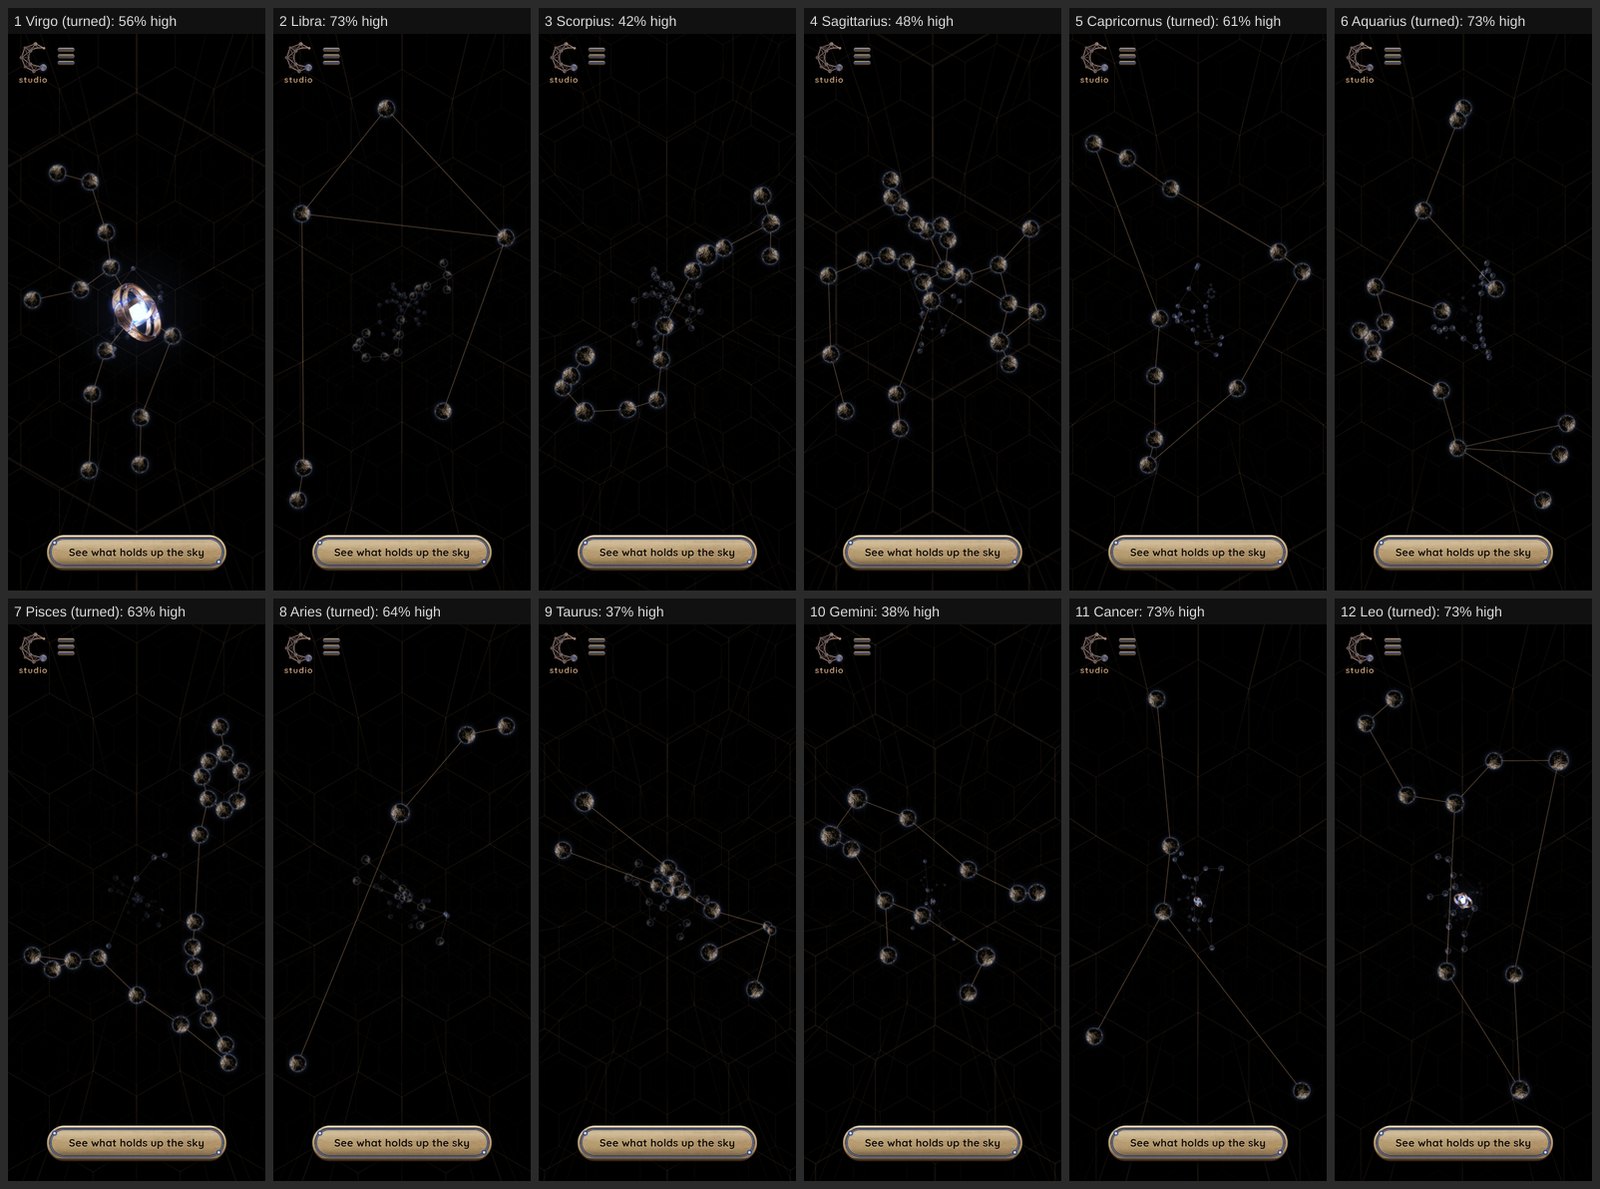 1 Virgo (turned): 56% high
2 Libra: 73% high
3 Scorpius: 42% high
4 Sagittarius: 48% high
5 Capricornus (turned): 61% high
6 Aquarius (turned): 73% high
studio
studio
studio
studio
studio
studio
See what holds up the sky
See what holds up the sky
See what holds up the sky
See what holds up the sky
See what holds up the sky
See what holds up the sky
7 Pisces (turned): 63% high
8 Aries (turned): 64% high
9 Taurus: 37% high
10 Gemini: 38% high
11 Cancer: 73% high
12 Leo (turned): 73% high
studio
studio
studio
studio
studio
studio
See what holds up the sky
See what holds up the sky
See what holds up the sky
See what holds up the sky
See what holds up the sky
See what holds up the sky